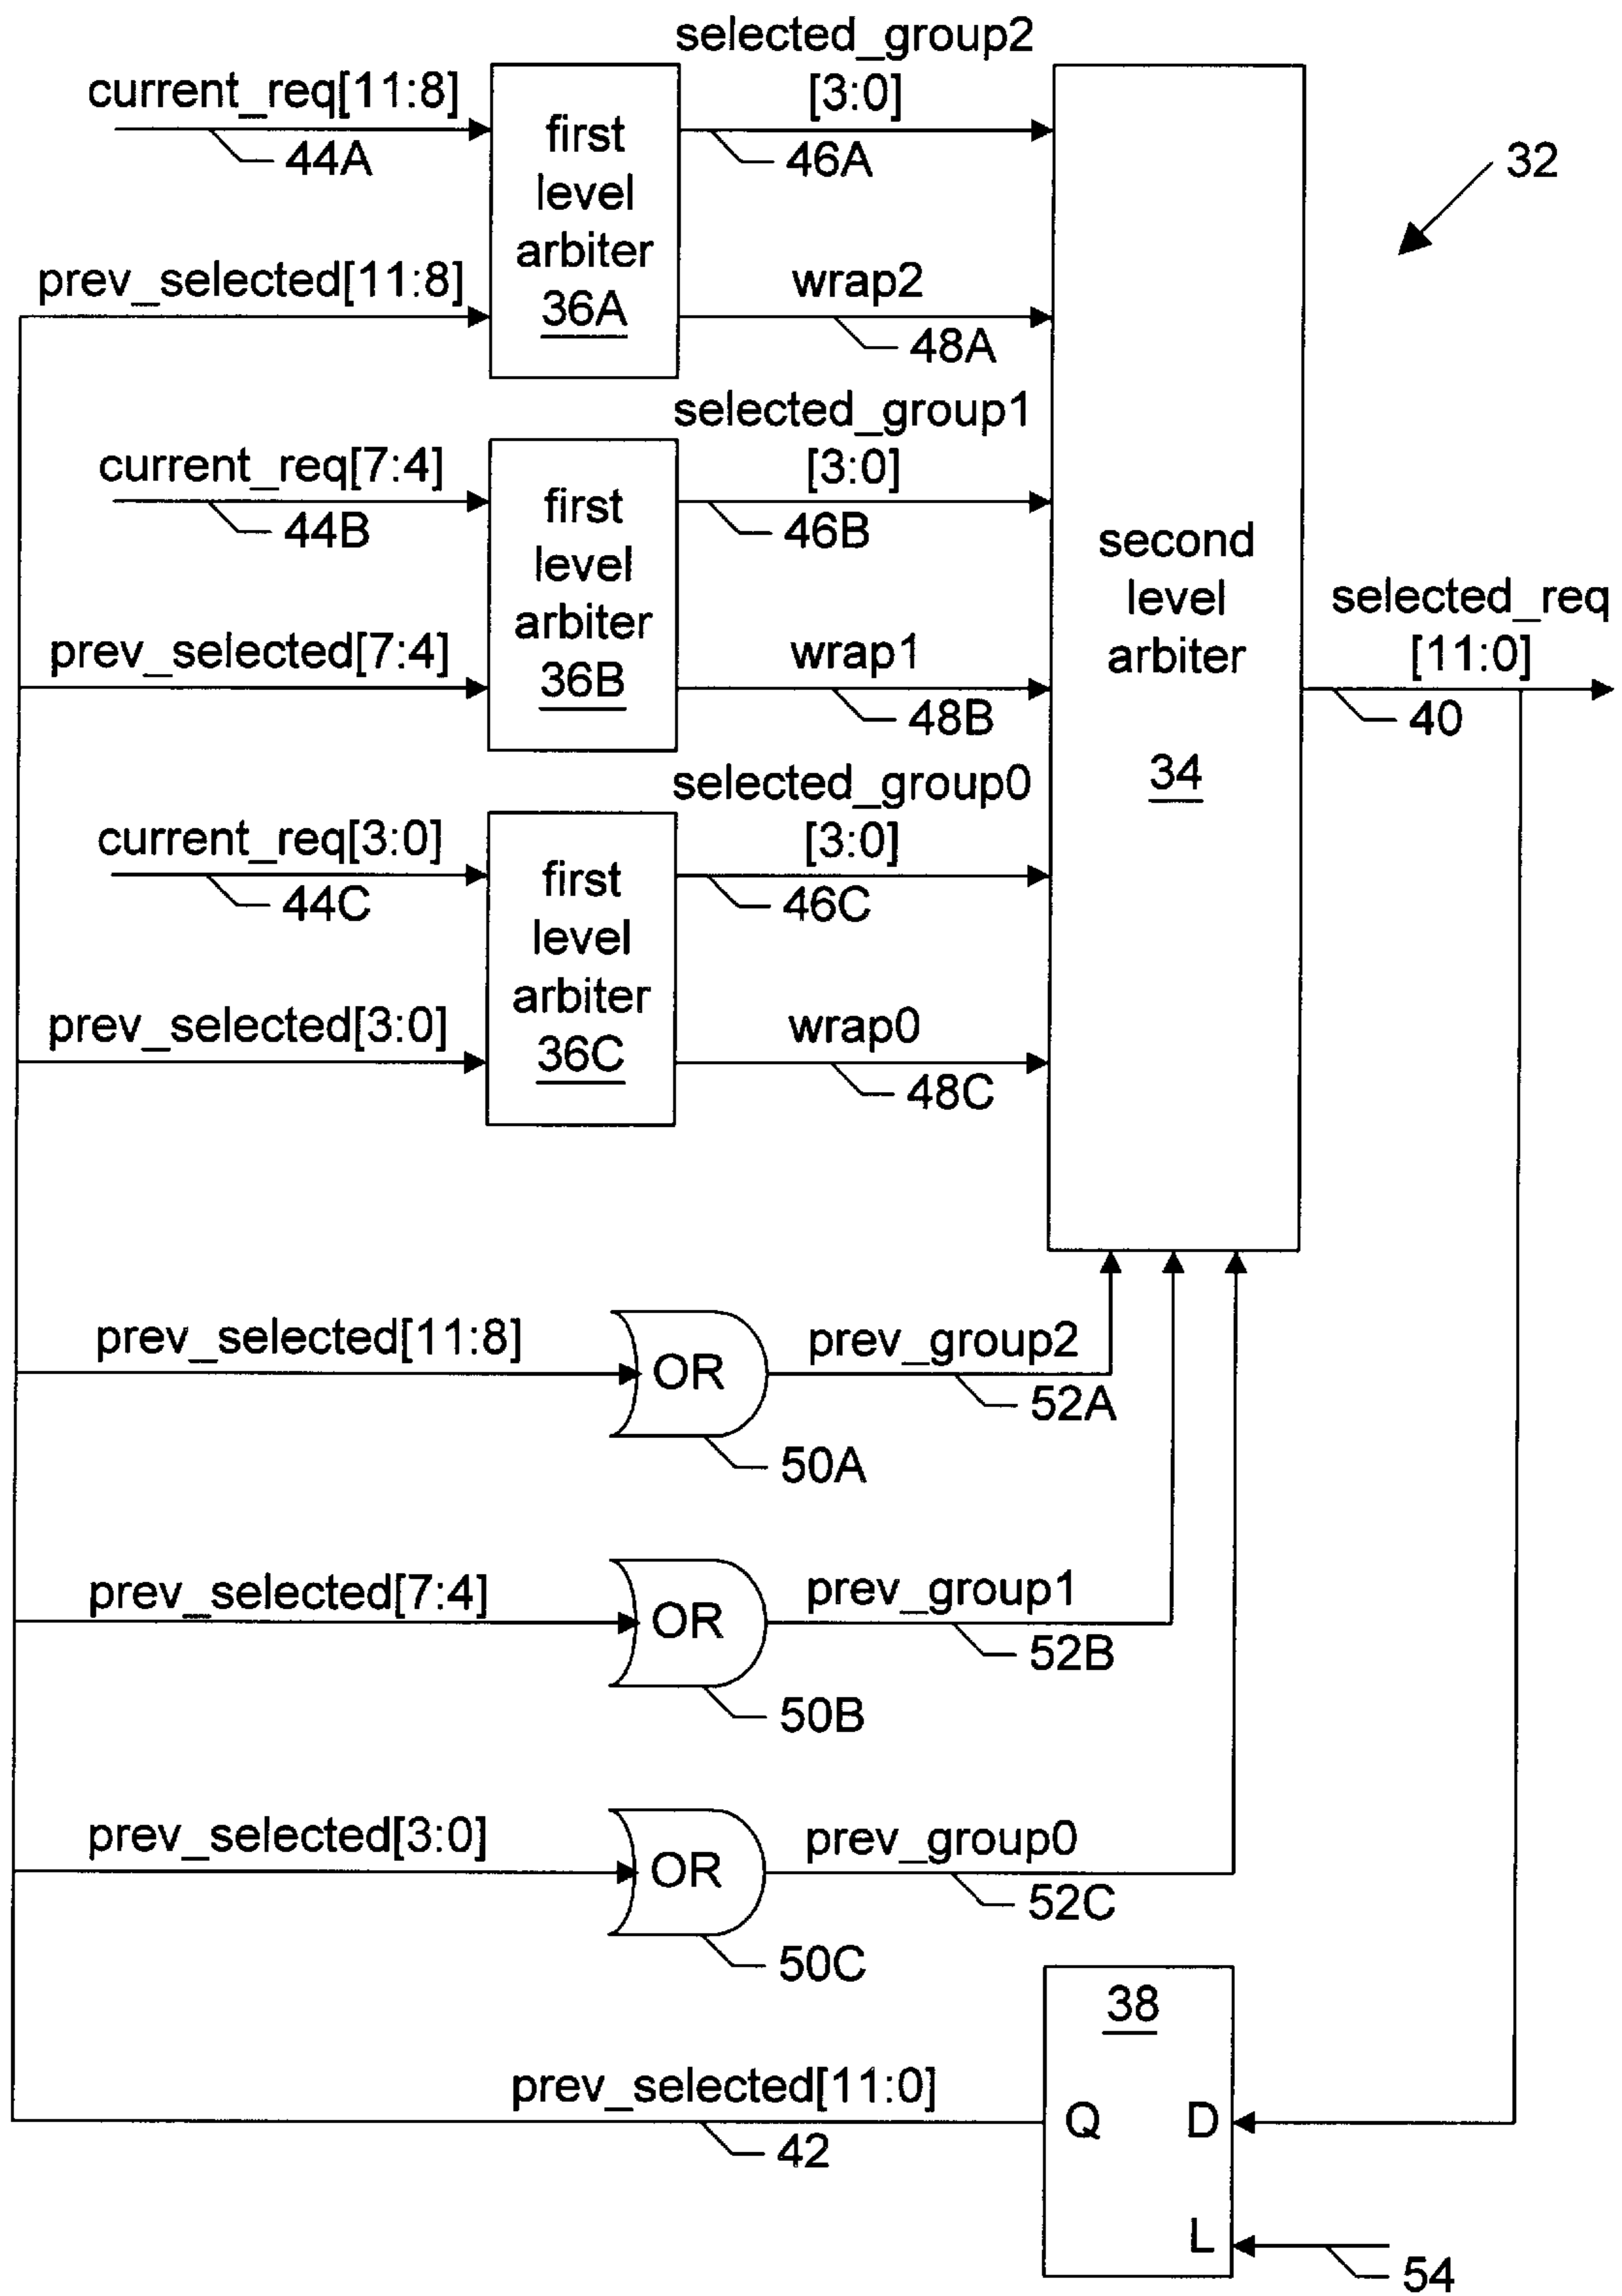 selected_group2
[3:0]
current_req[11:8]
44A
first
level
arbiter
36A
46A
32
prev_selected[11:8]
wrap2
48A
selected_group1
[3:0]
current_req[7:4]
44B
first
level
arbiter
36B
46B
prev_selected[7:4]
wrap1
48B
second
level
arbiter
34
selected_req
[11:0]
40
selected_group0
[3:0]
current_req[3:0]
44C
first
level
arbiter
36C
46C
prev_selected[3:0]
wrap0
48C
prev_selected[11:8]
OR
prev_group2
52A
50A
prev_selected[7:4]
OR
prev_group1
52B
50B
prev_selected[3:0]
OR
prev_group0
52C
50C
38
prev_selected[11:0]
42
Q
D
L
54